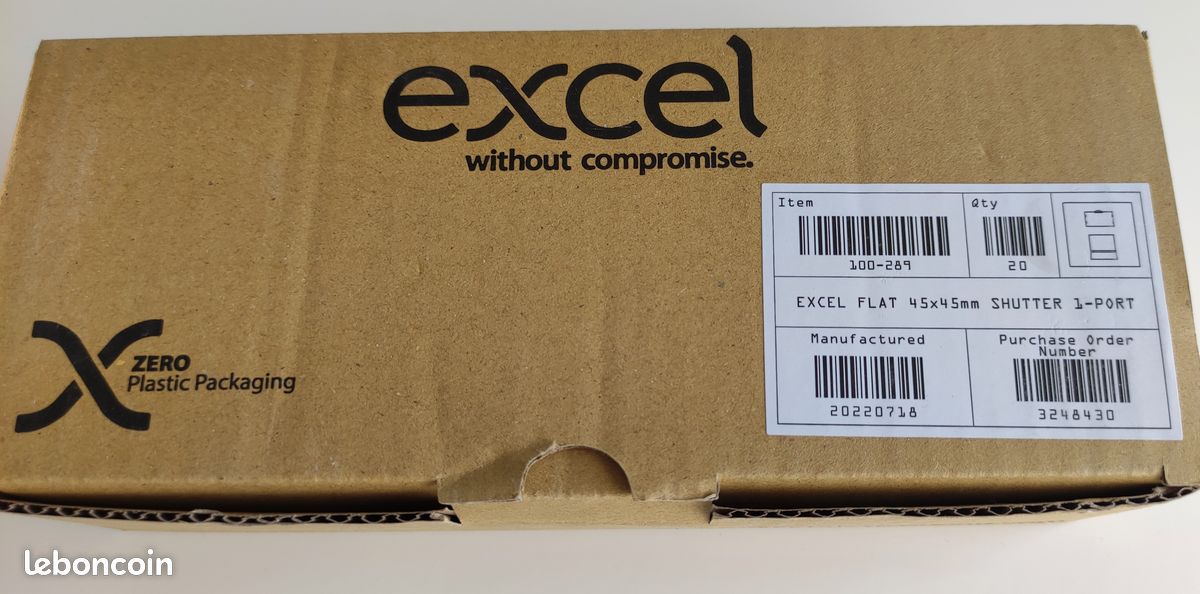 excel
without compromise.
Item
100-289
Qty
20
EXCEL FLAT 45x45mm SHUTTER 1-PORT
Manufactured
20220718
Purchase Order
Number
3248430
ZERO
Plastic Packaging
leboncoin